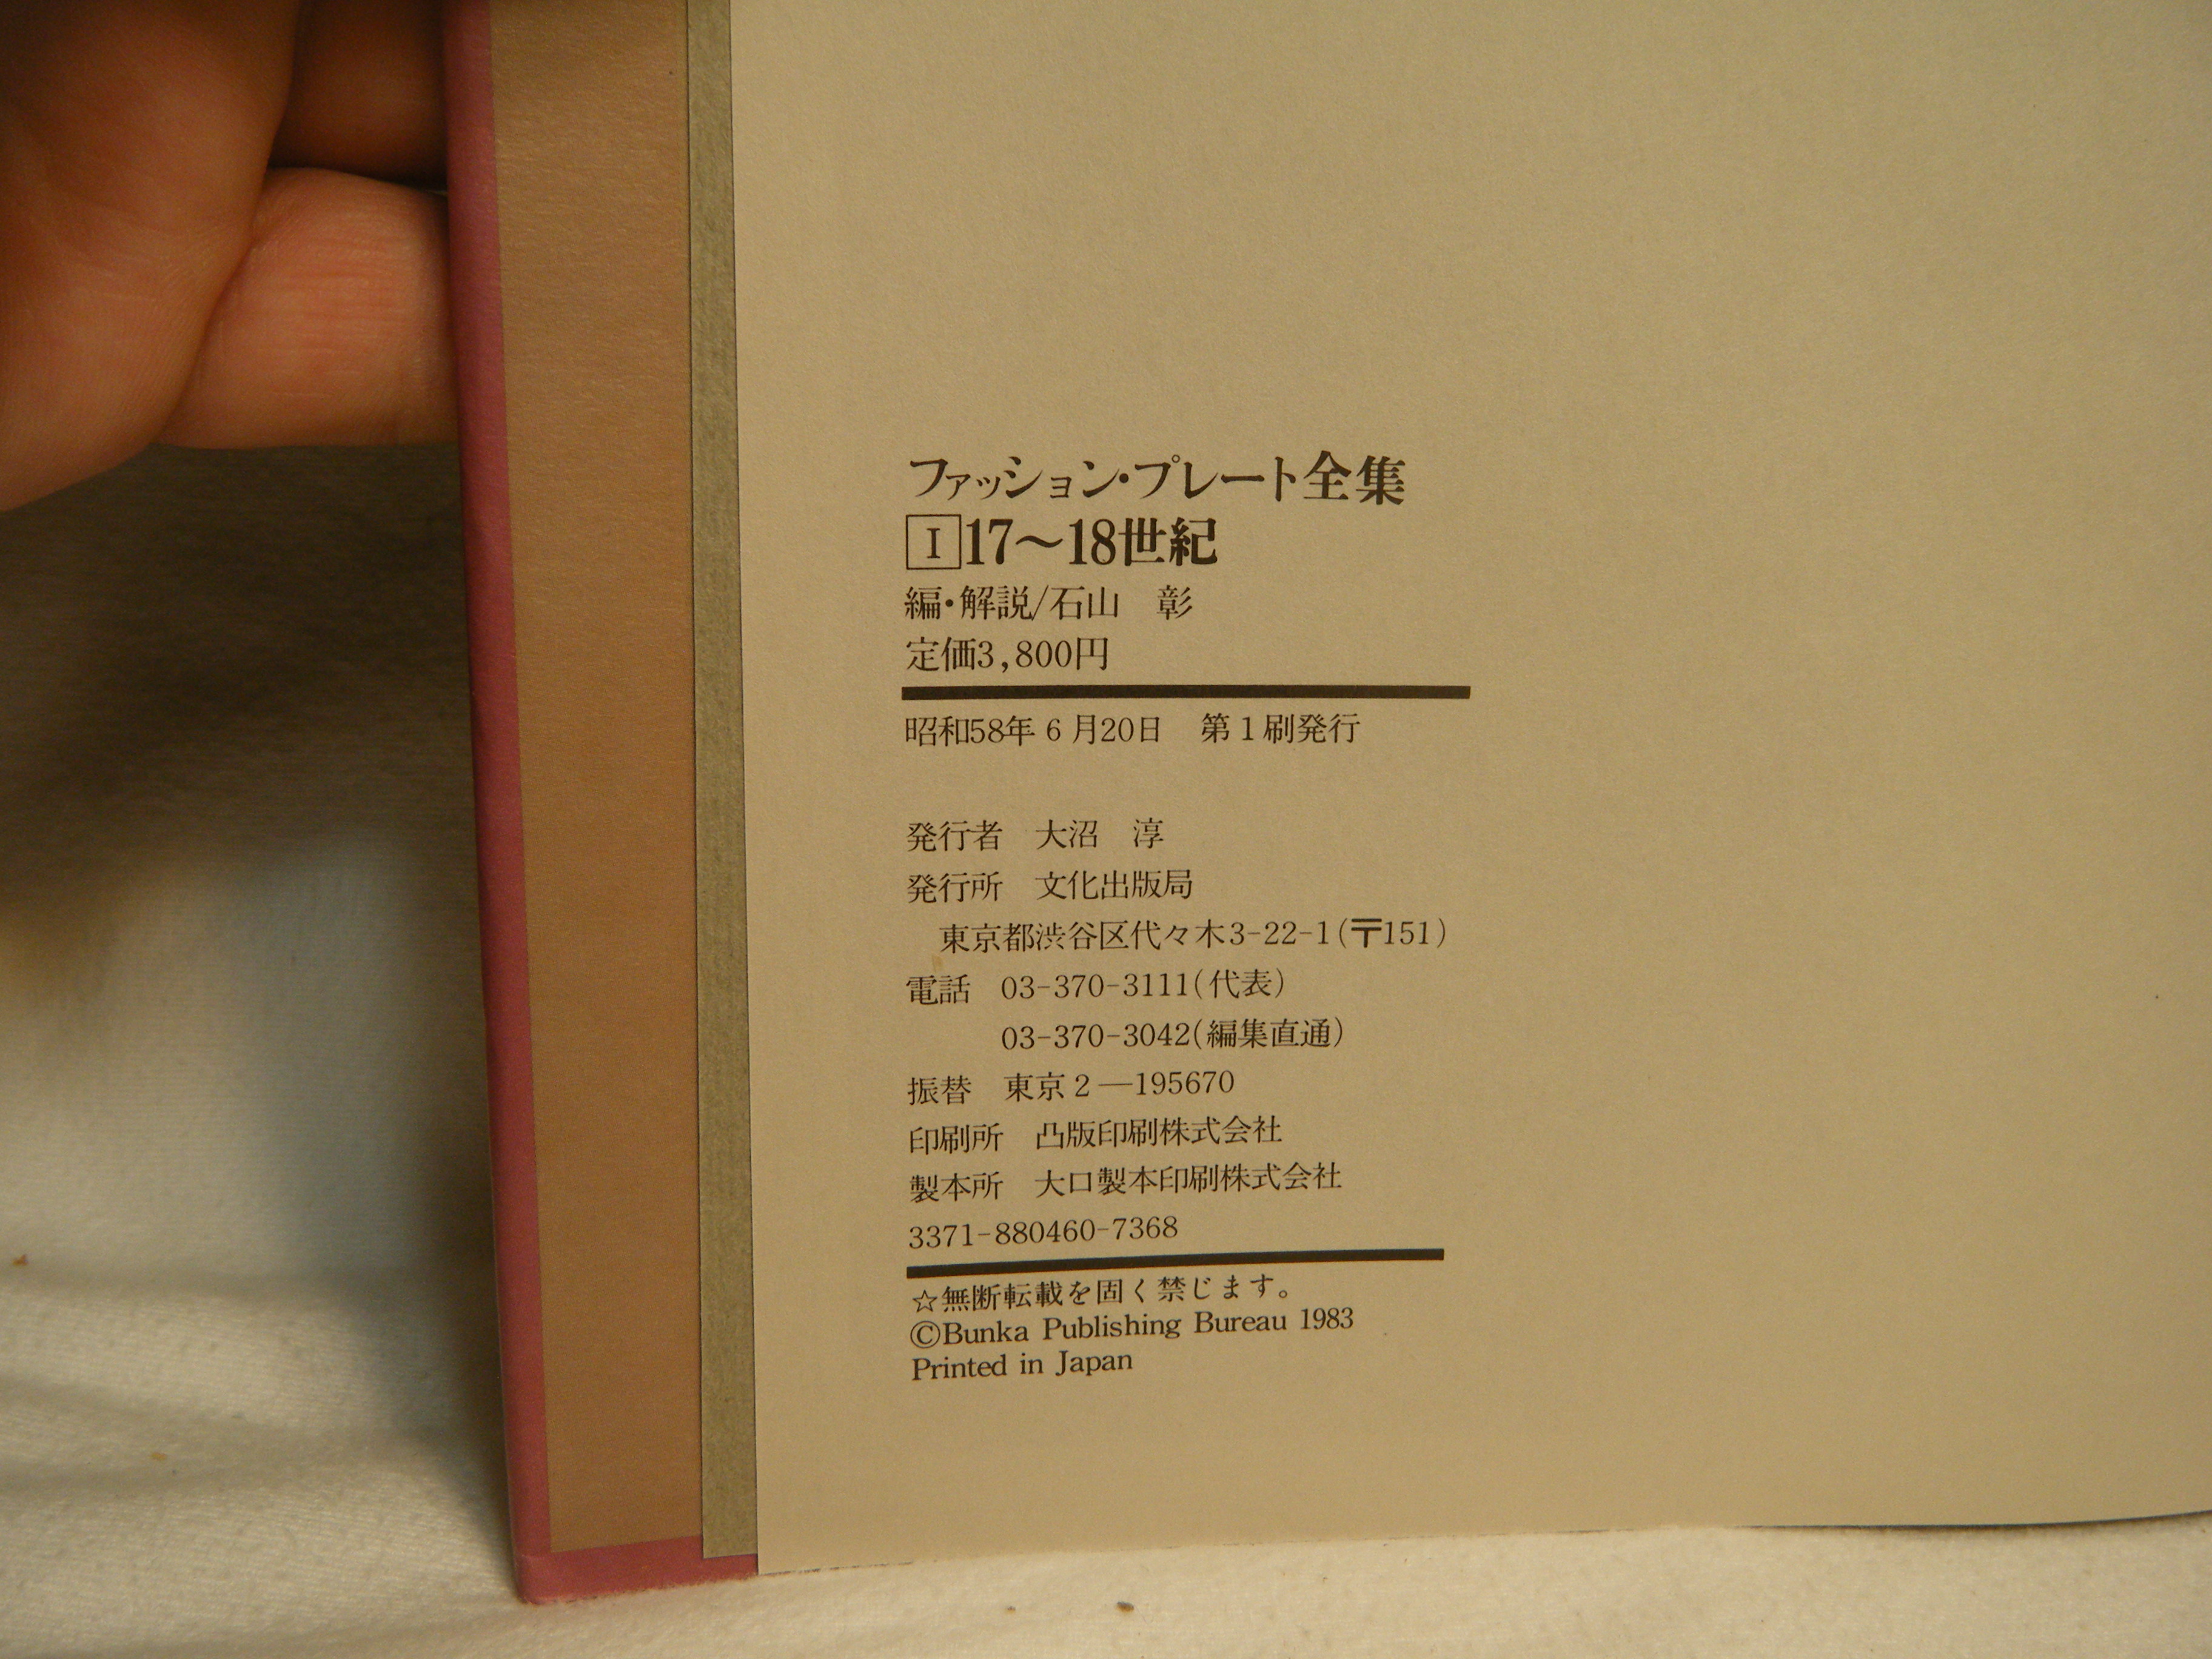 ファッション・プレート全集
I 17〜18世紀
編・解説/石山　彰
定価3,800円
昭和58年6月20日　第1刷発行
発行者　大沼　淳
発行所　文化出版局
東京都渋谷区代々木3-22-1(〒151)
電話　03-370-3111(代表)
03-370-3042(編集直通)
振替　東京2—195670
印刷所　凸版印刷株式会社
製本所　大口製本印刷株式会社
3371-880460-7368
☆無断転載を固く禁じます。
©Bunka Publishing Bureau 1983
Printed in Japan